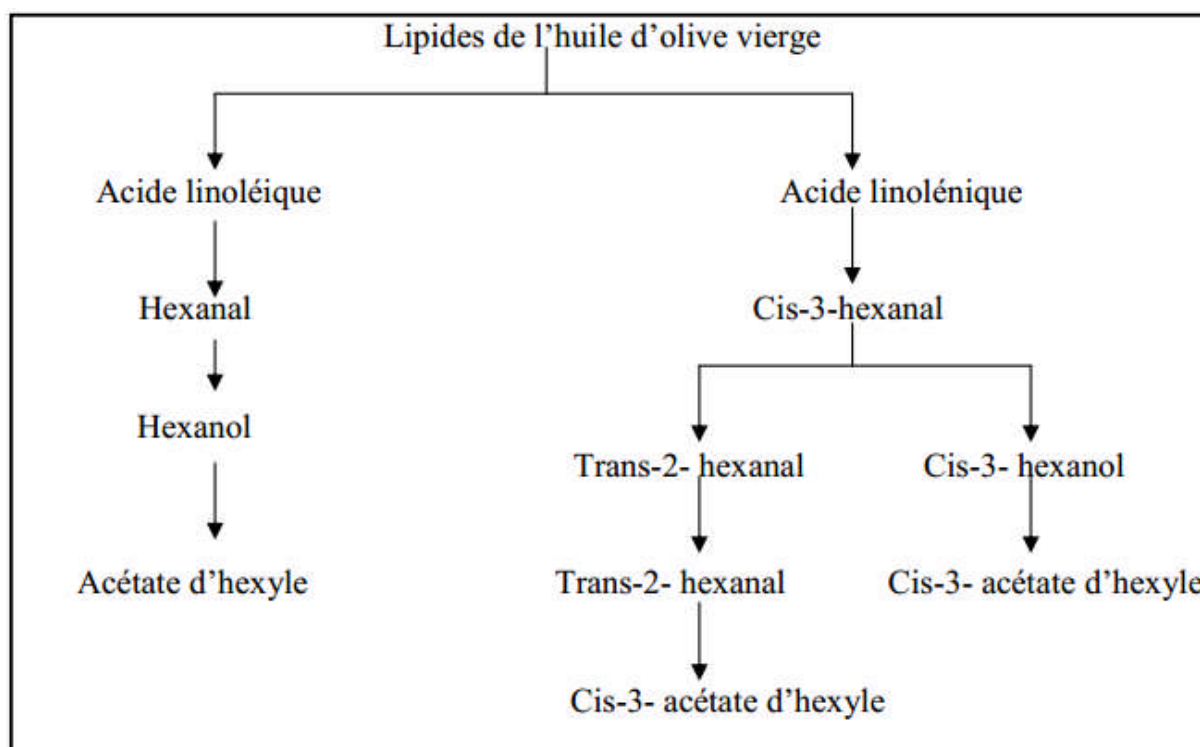 Lipides de l’huile d’olive vierge
Acide linoléique
Acide linolénique
Hexanal
Cis-3-hexanal
Hexanol
Trans-2- hexanal
Cis-3- hexanol
Acétate d’hexyle
Trans-2- hexanal
Cis-3- acétate d’hexyle
Cis-3- acétate d’hexyle